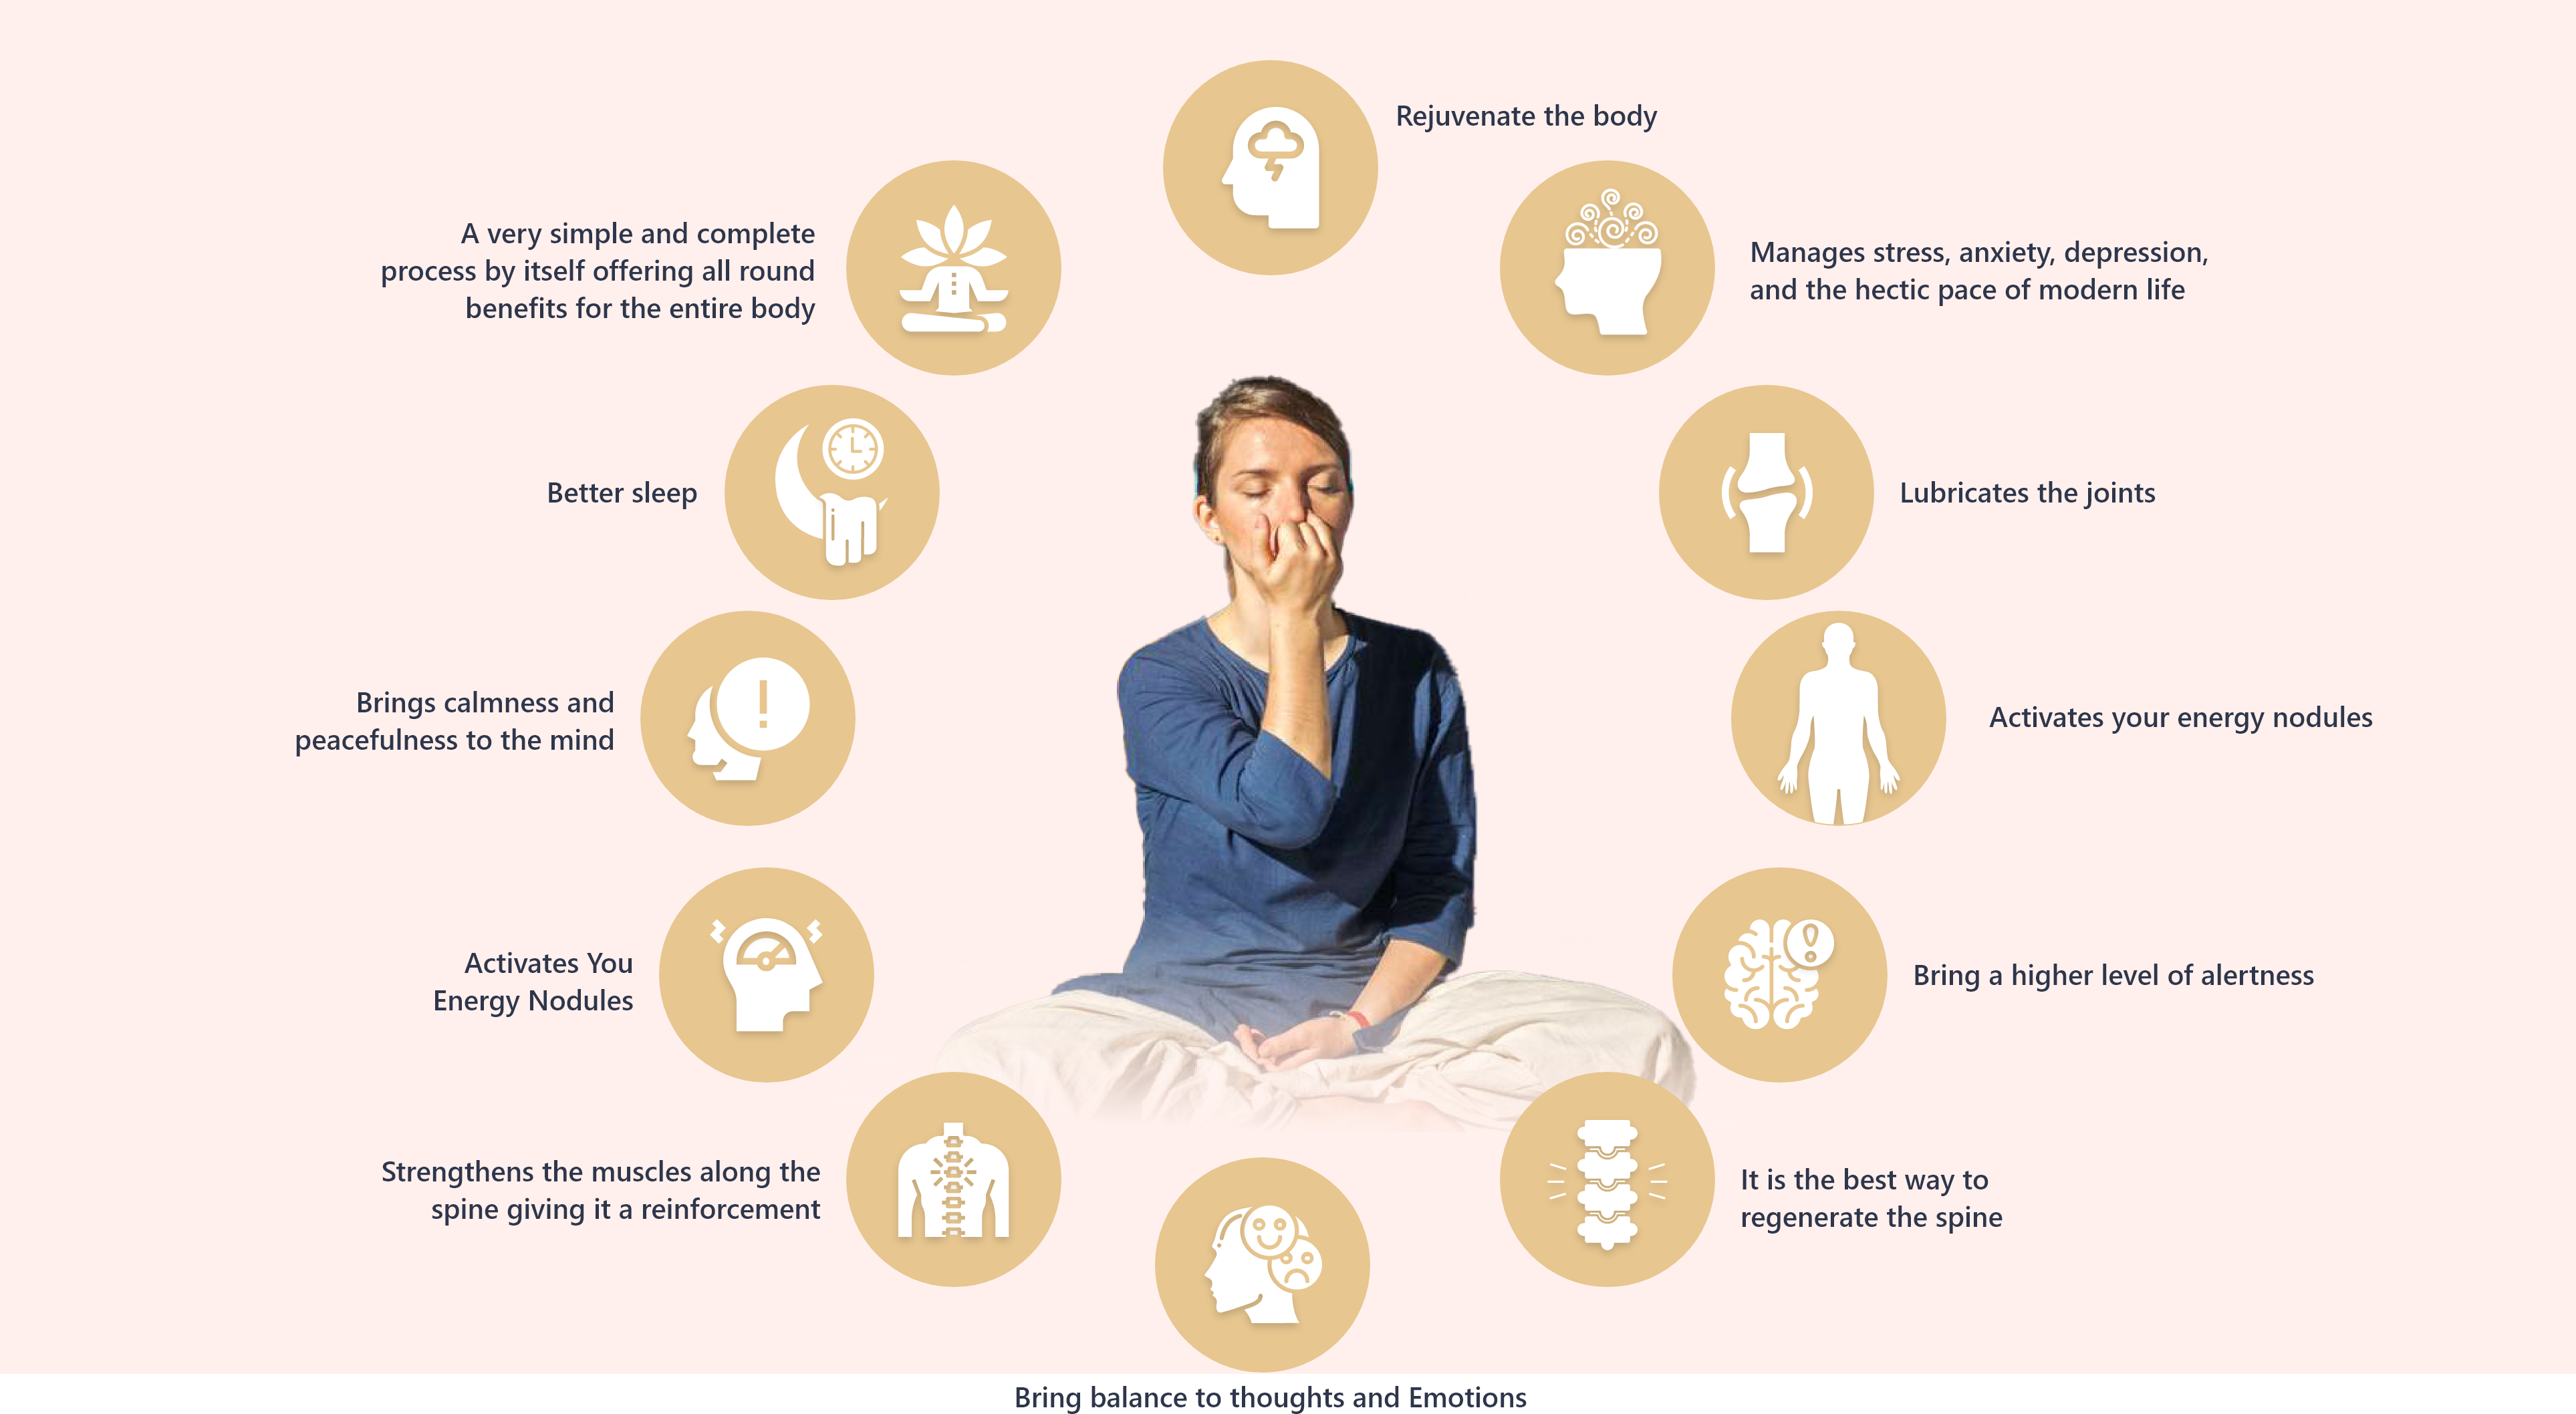 Rejuvenate the body
A very simple and complete
process by itself offering all round
benefits for the entire body
Manages stress, anxiety, depression,
and the hectic pace of modern life
Better sleep
Lubricates the joints
Brings calmness and
peacefulness to the mind
Activates your energy nodules
Activates You
Energy Nodules
Bring a higher level of alertness
Strengthens the muscles along the
spine giving it a reinforcement
It is the best way to
regenerate the spine
Bring balance to thoughts and Emotions